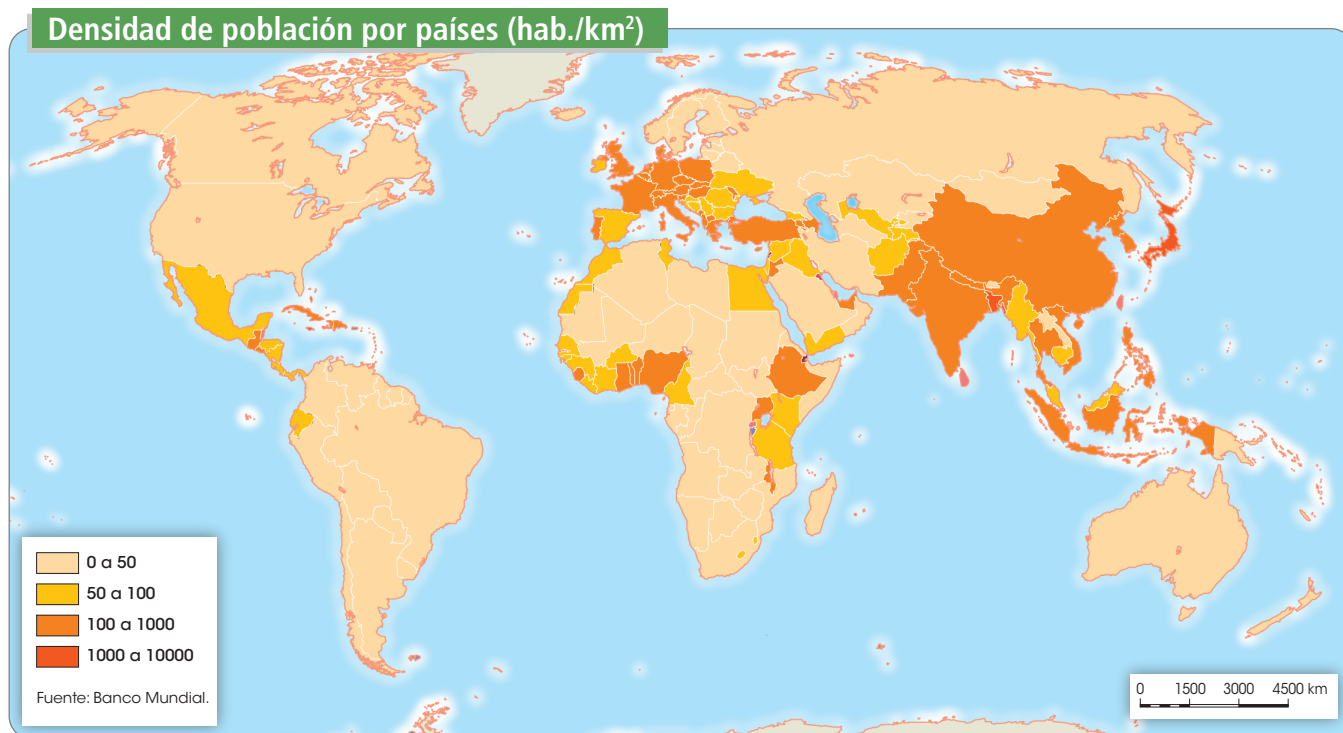 Densidad de población por países (hab./km²)
0 a 50
50 a 100
100 a 1000
1000 a 10000
Fuente: Banco Mundial.
0 1500 3000 4500 km